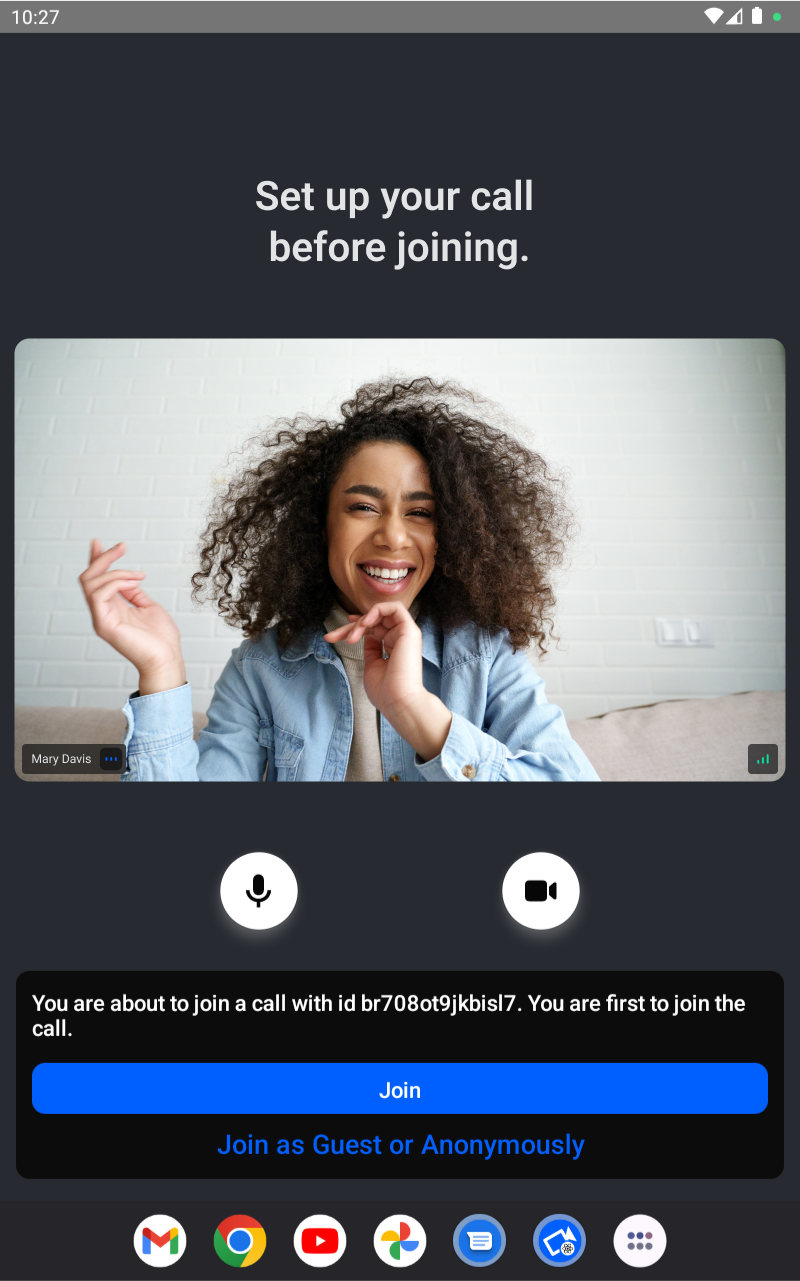 10:27
Set up your call
before joining.
Mary Davis
You are about to join a call with id br708ot9jkbisl7. You are first to join the
call.
Join
Join as Guest or Anonymously